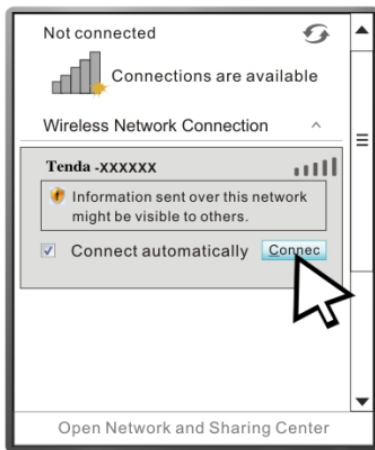 Not connected
Connections are available
Wireless Network Connection
Tenda -XXXXXX
Information sent over this network
might be visible to others.
Connect automatically Connec
Open Network and Sharing Center